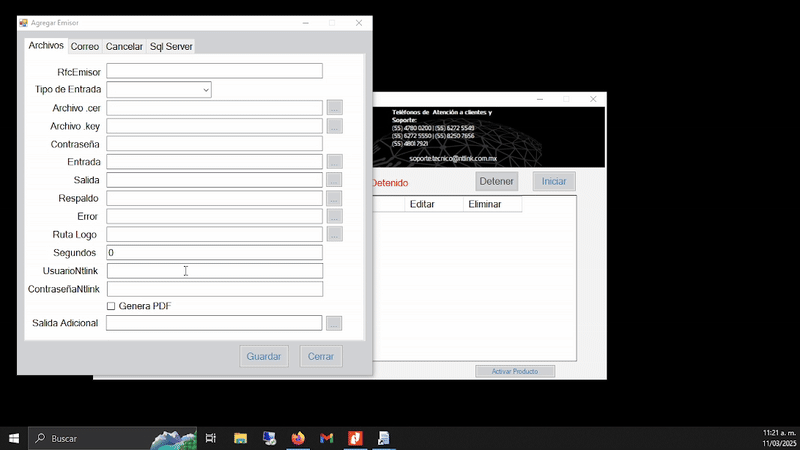 Agregar Emisor
Archivos Correo Cancelar Sql Server
RfcEmisor
Tipo de Entrada
Archivo .cer ...
Archivo .key ...
Contraseña
Entrada ...
Salida ...
Respaldo ...
Error ...
Ruta Logo ...
Segundos 0
UsuarioNtlink
ContraseñaNtlink
Genera PDF
Salida Adicional ...
Guardar Cerrar
Teléfonos de Atención a clientes y
Soporte:
(55) 4780 0200 | (55) 6272 5549
(55) 6272 5550 | (55) 8250 7656
(55) 4801 7921
soporte.tecnico@ntlink.com.mx
Detenido Detener Iniciar
Editar Eliminar
Activar Producto
Buscar
11:21 a. m.
11/03/2025